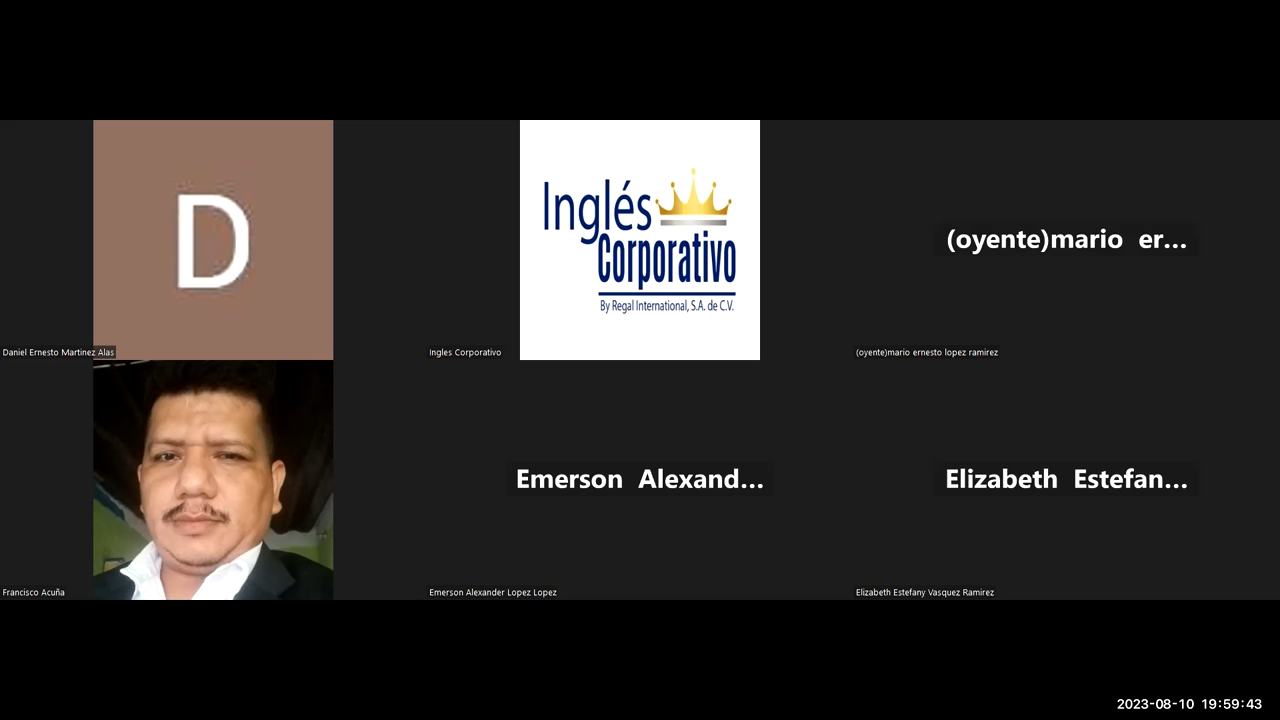 D
Inglés
Corporativo
By Regal International, S.A. de C.V.
(oyente)mario er...
Daniel Ernesto Martinez Alas
Ingles Corporativo
(oyente)mario ernesto lopez ramirez
Emerson Alexand...
Elizabeth Estefan...
Francisco Acuña
Emerson Alexander Lopez Lopez
Elizabeth Estefany Vasquez Ramirez
2023-08-10 19:59:43